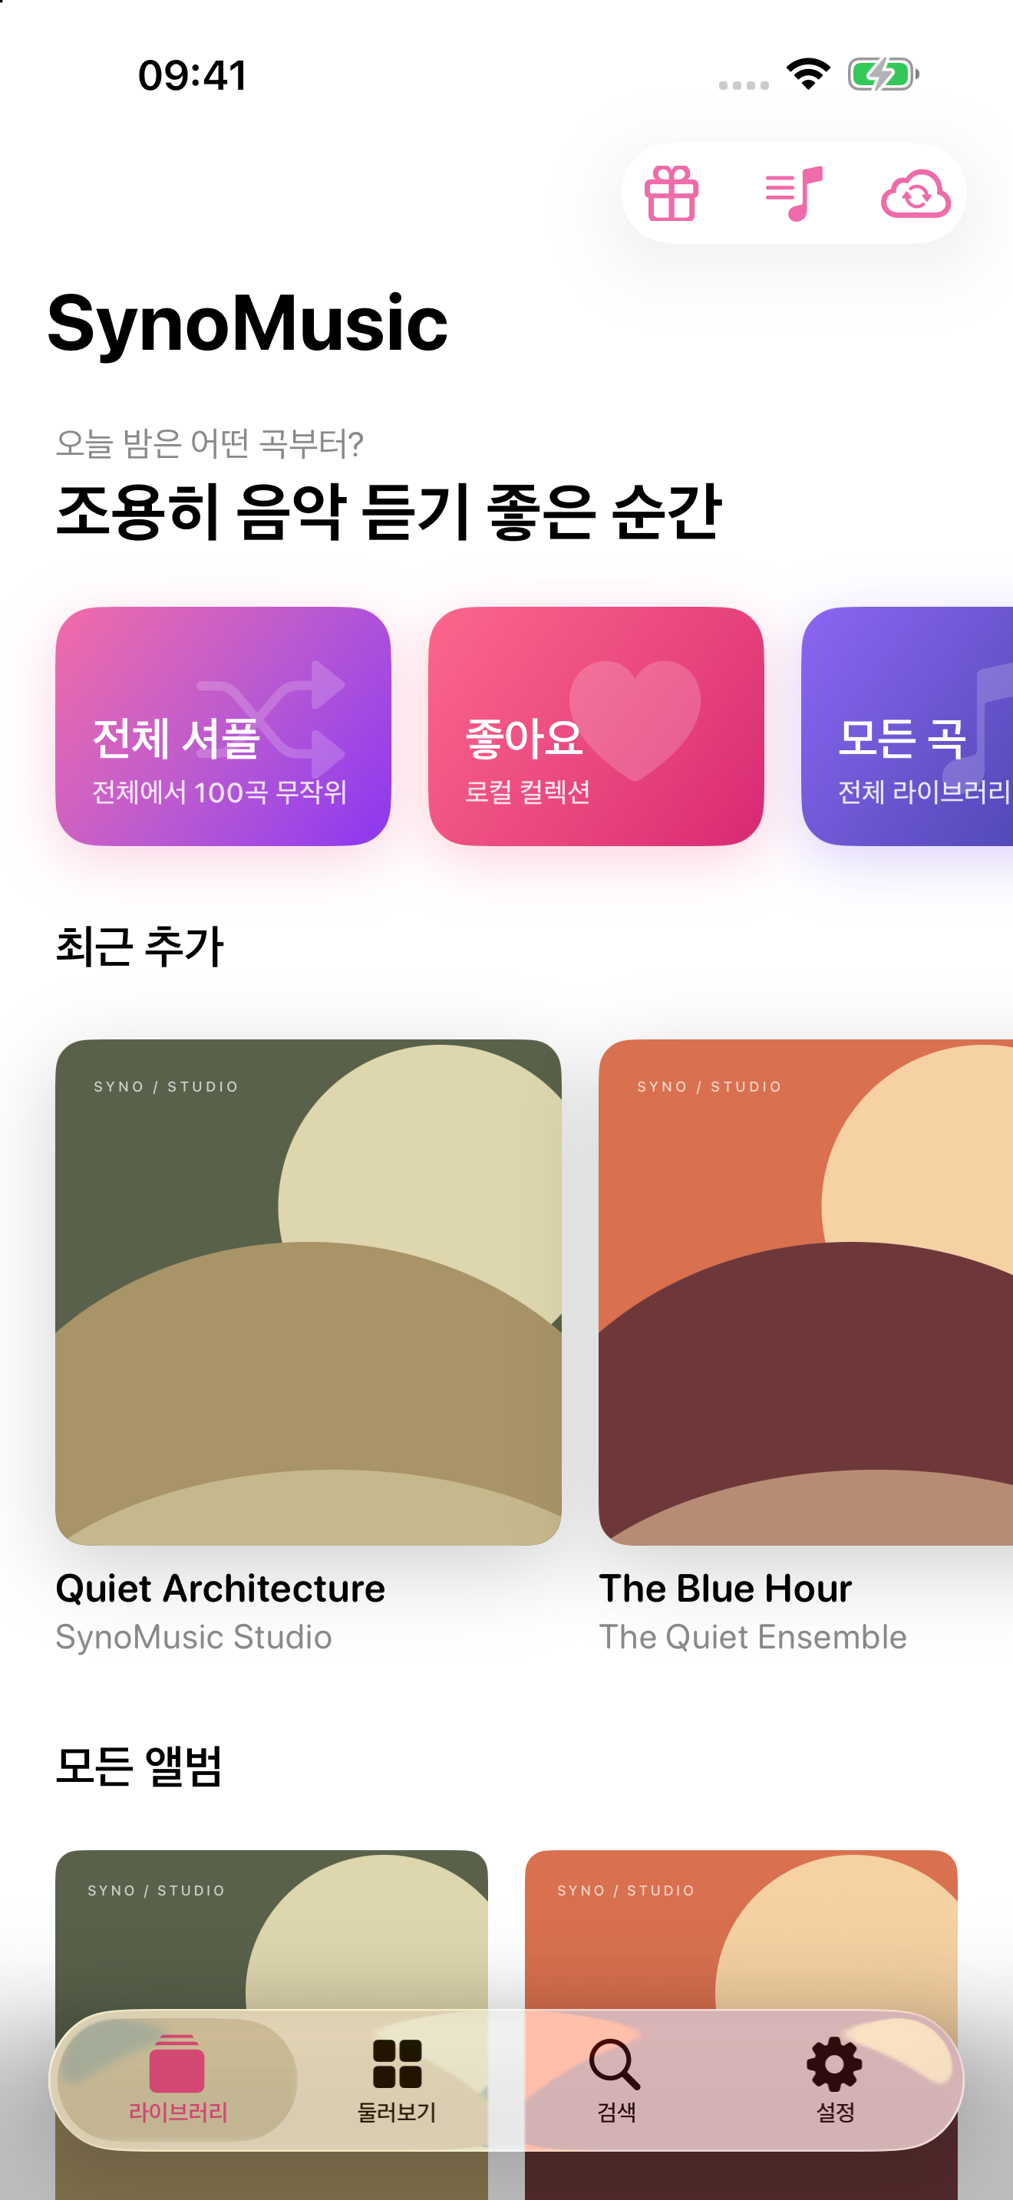 09:41
SynoMusic
오늘 밤은 어떤 곡부터?
조용히 음악 듣기 좋은 순간
전체 셔플
전체에서 100곡 무작위
좋아요
로컬 컬렉션
모든 곡
전체 라이브러리
최근 추가
SYNO / STUDIO
SYNO / STUDIO
Quiet Architecture
SynoMusic Studio
The Blue Hour
The Quiet Ensemble
모든 앨범
SYNO / STUDIO
SYNO / STUDIO
라이브러리
둘러보기
검색
설정